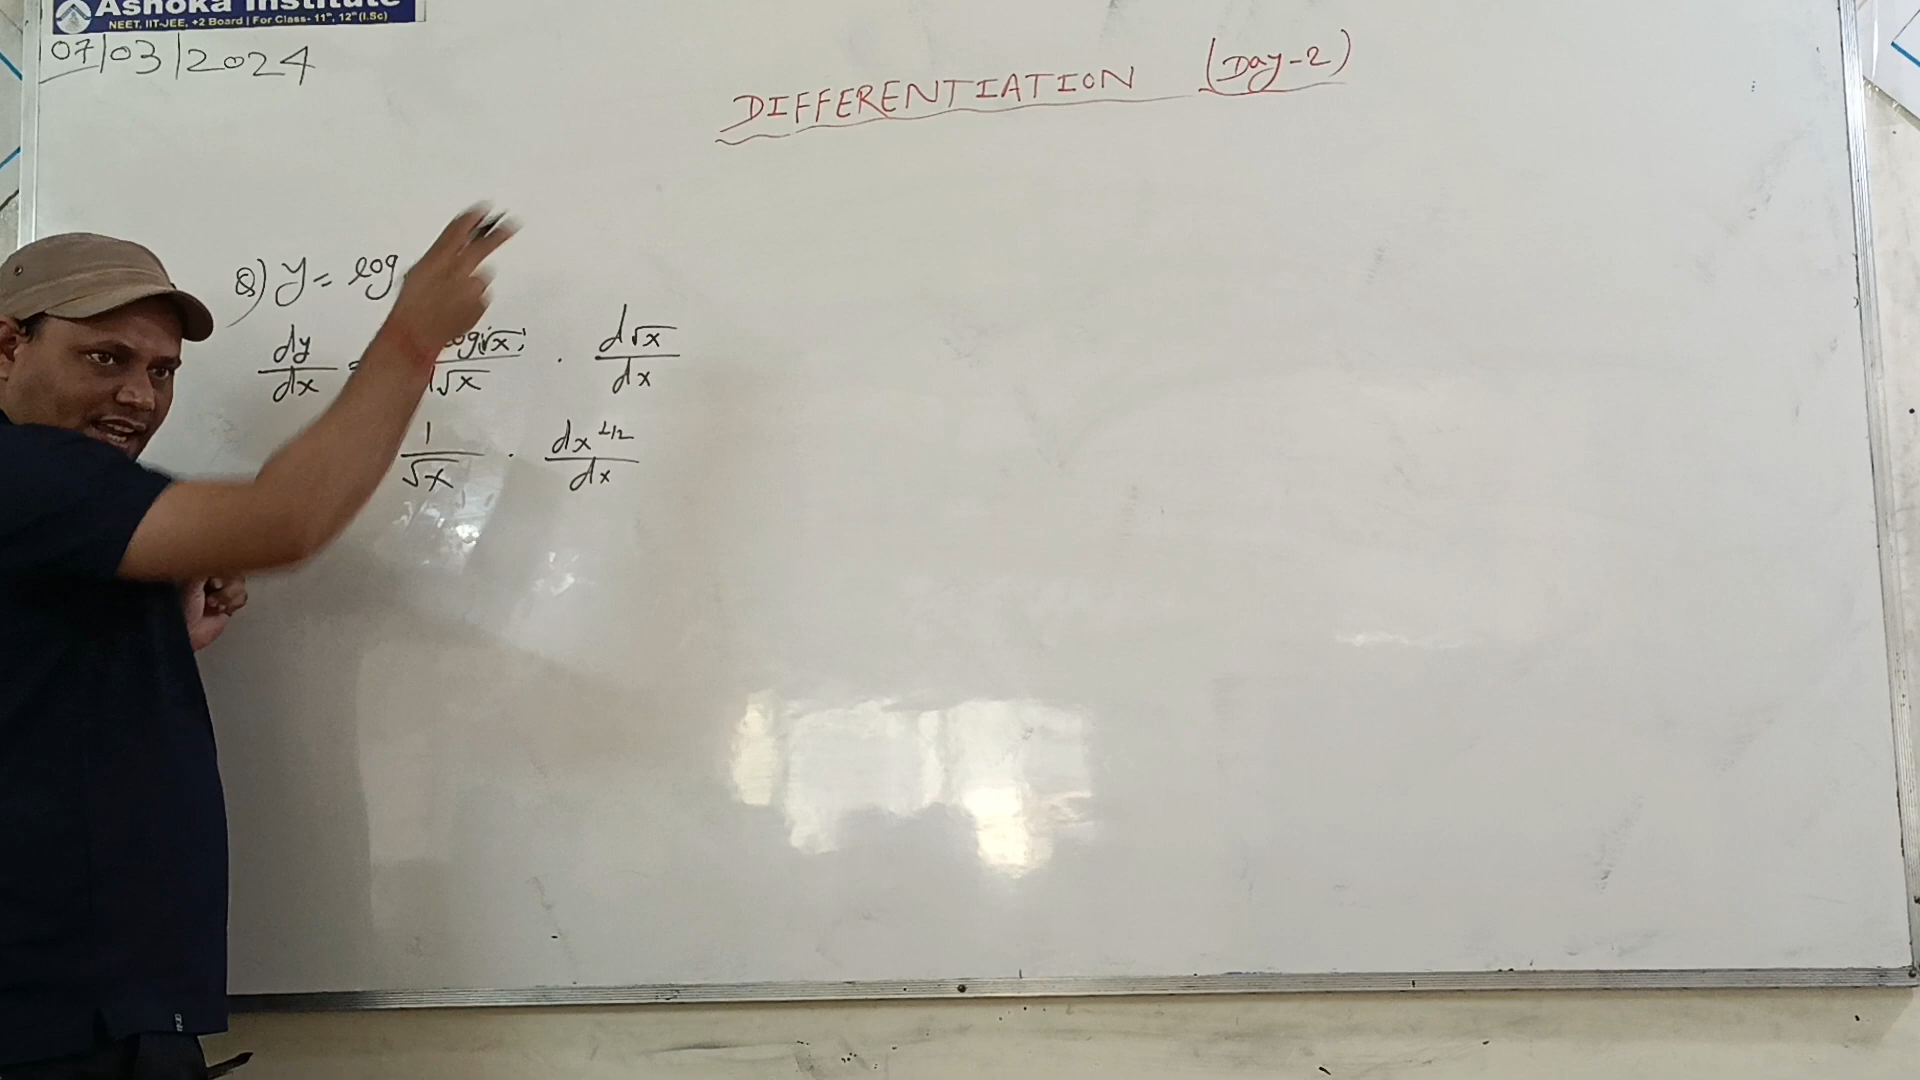 Ashoka Institute
NEET, IIT-JEE, +2 Board | For Class- 11th, 12th (I.Sc)
07/03/2024
DIFFERENTIATION (Day-2)
Q) y = log
dy/dx = log(√x)/d√x . d√x/dx
1/√x . dx^1/2/dx